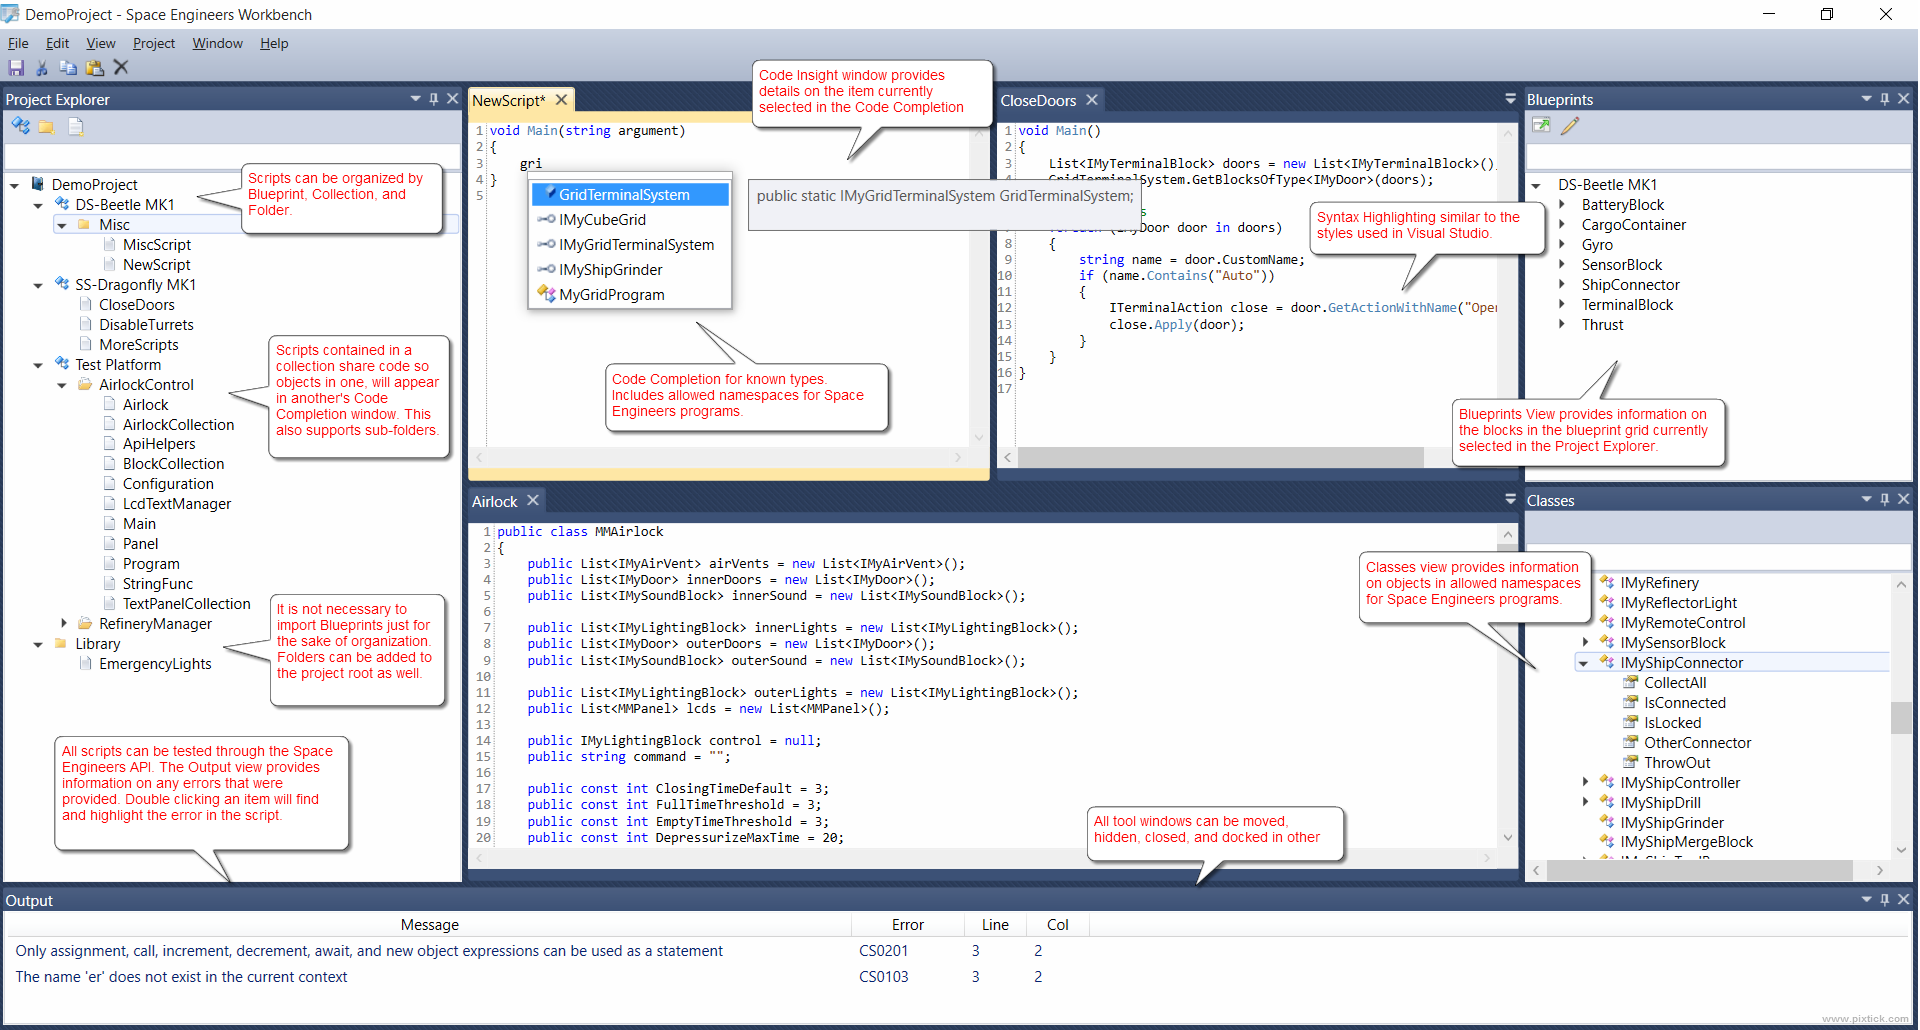 DemoProject - Space Engineers Workbench
File Edit View Project Window Help
Project Explorer
DemoProject
DS-Beetle MK1
Misc
MiscScript
NewScript
SS-Dragonfly MK1
CloseDoors
DisableTurrets
MoreScripts
Test Platform
AirlockControl
Airlock
AirlockCollection
ApiHelpers
BlockCollection
Configuration
LcdTextManager
Main
Panel
Program
StringFunc
TextPanelCollection
RefineryManager
Library
EmergencyLights
Scripts can be organized by
Blueprint, Collection, and
Folder.
Scripts contained in a
collection share code so
objects in one, will appear
in another's Code
Completion window. This
also supports sub-folders.
It is not necessary to
import Blueprints just for
the sake of organization.
Folders can be added to
the project root as well.
All scripts can be tested through the Space
Engineers API. The Output view provides
information on any errors that were
provided. Double clicking an item will find
and highlight the error in the script.
NewScript*
1 void Main(string argument)
2 {
3 gri
4 }
5
GridTerminalSystem
IMyCubeGrid
IMyGridTerminalSystem
IMyShipGrinder
MyGridProgram
public static IMyGridTerminalSystem GridTerminalSystem;
Code Insight window provides
details on the item currently
selected in the Code Completion
Code Completion for known types.
Includes allowed namespaces for Space
Engineers programs.
CloseDoors
1 void Main()
2 {
3 List<IMyTerminalBlock> doors = new List<IMyTerminalBlock>()
4 GridTerminalSystem.GetBlocksOfType<IMyDoor>(doors);
s
door in doors)
8 {
9 string name = door.CustomName;
10 if (name.Contains("Auto"))
11 {
12 ITerminalAction close = door.GetActionWithName("Ope
13 close.Apply(door);
14 }
15 }
16 }
17
Syntax Highlighting similar to the
styles used in Visual Studio.
Blueprints
DS-Beetle MK1
BatteryBlock
CargoContainer
Gyro
SensorBlock
ShipConnector
TerminalBlock
Thrust
Blueprints View provides information on
the blocks in the blueprint grid currently
selected in the Project Explorer.
Airlock
1 public class MMAirlock
2 {
3 public List<IMyAirVent> airVents = new List<IMyAirVent>();
4 public List<IMyDoor> innerDoors = new List<IMyDoor>();
5 public List<IMySoundBlock> innerSound = new List<IMySoundBlock>();
6
7 public List<IMyLightingBlock> innerLights = new List<IMyLightingBlock>();
8 public List<IMyDoor> outerDoors = new List<IMyDoor>();
9 public List<IMySoundBlock> outerSound = new List<IMySoundBlock>();
10
11 public List<IMyLightingBlock> outerLights = new List<IMyLightingBlock>();
12 public List<MMPanel> lcds = new List<MMPanel>();
13
14 public IMyLightingBlock control = null;
15 public string command = "";
16
17 public const int ClosingTimeDefault = 3;
18 public const int FullTimeThreshold = 3;
19 public const int EmptyTimeThreshold = 3;
20 public const int DepressurizeMaxTime = 20;
All tool windows can be moved,
hidden, closed, and docked in other
Classes
Classes view provides information
on objects in allowed namespaces
for Space Engineers programs.
IMyRefinery
IMyReflectorLight
IMyRemoteControl
IMySensorBlock
IMyShipConnector
CollectAll
IsConnected
IsLocked
OtherConnector
ThrowOut
IMyShipController
IMyShipDrill
IMyShipGrinder
IMyShipMergeBlock
Output
Message Error Line Col
Only assignment, call, increment, decrement, await, and new object expressions can be used as a statement CS0201 3 2
The name 'er' does not exist in the current context CS0103 3 2
www.pixtick.com